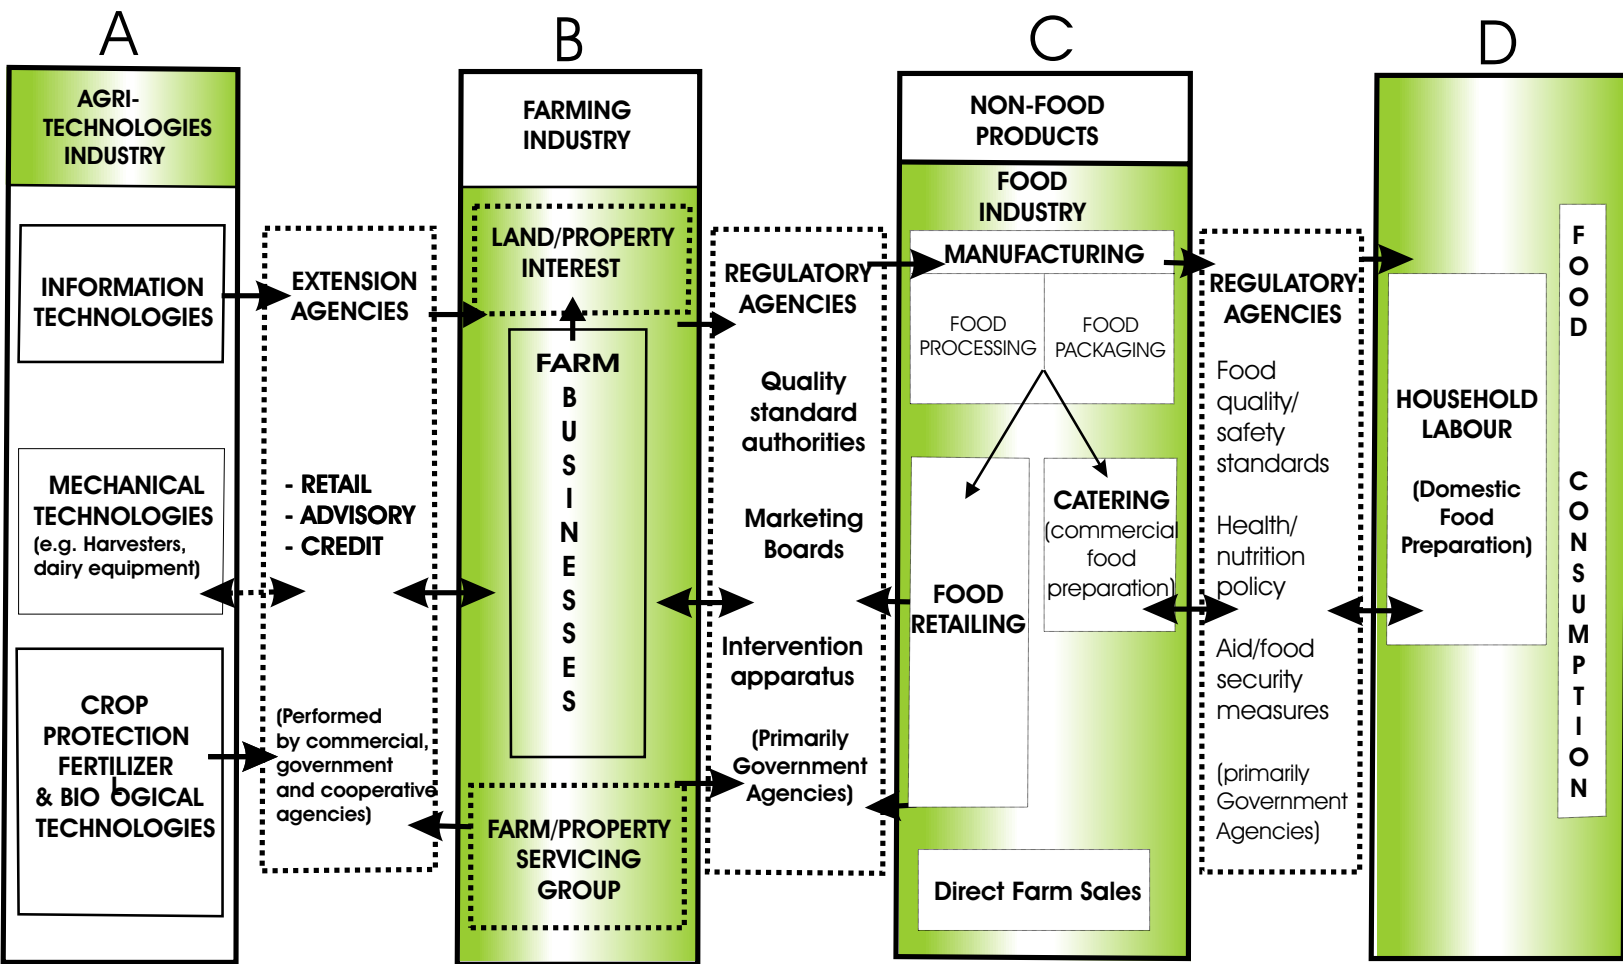 A
AGRI-
TECHNOLOGIES
INDUSTRY
INFORMATION
TECHNOLOGIES
MECHANICAL
TECHNOLOGIES
(e.g. Harvesters,
dairy equipment)
CROP
PROTECTION
FERTILIZER
& BIO OGICAL
L
TECHNOLOGIES
EXTENSION
AGENCIES
- RETAIL
- ADVISORY
- CREDIT
(Performed
by commercial,
government
and cooperative
agencies)
B
FARMING
INDUSTRY
LAND/PROPERTY
INTEREST
FARM
B
U
S
I
N
E
S
S
E
S
FARM/PROPERTY
SERVICING
GROUP
REGULATORY
AGENCIES
Quality
standard
authorities
Marketing
Boards
Intervention
apparatus
(Primarily
Government
Agencies)
C
NON-FOOD
PRODUCTS
FOOD
INDUSTRY
MANUFACTURING
FOOD
PROCESSING
FOOD
PACKAGING
FOOD
RETAILING
CATERING
(commercial
food
preparation)
Direct Farm Sales
REGULATORY
AGENCIES
Food
quality/
safety
standards
Health/
nutrition
policy
Aid/food
security
measures
(primarily
Government
Agencies)
D
HOUSEHOLD
LABOUR
(Domestic
Food
Preparation)
F
O
O
D
C
O
N
S
U
M
P
T
I
O
N